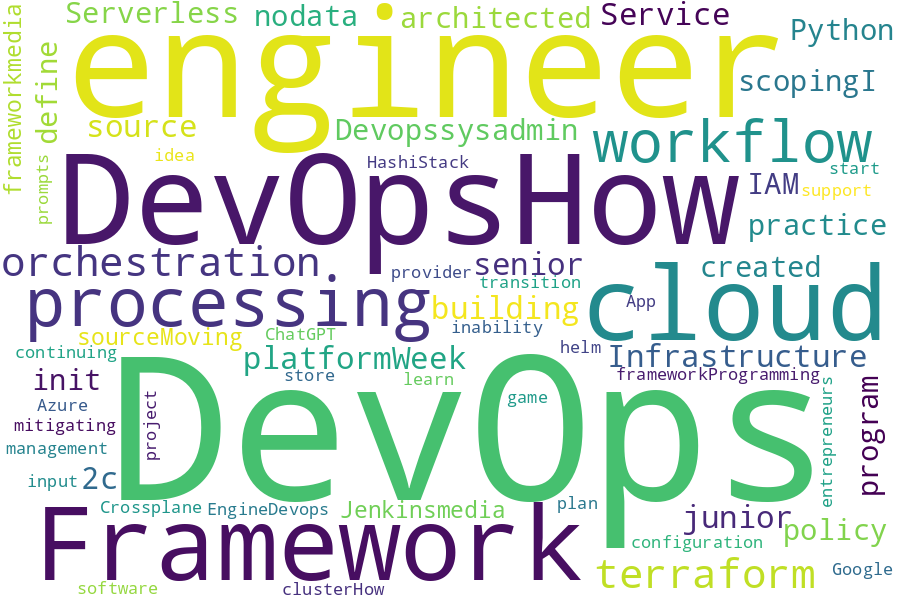 Serverless nodata architected Service
frameworkmedia
define
engineer
Python
scopingI
source
Devopssysadmin
workflow
prompts
idea
HashiStack
start
DevOpsHow
IAM support
practice
orchestration
provider
senior
transition
created
processing
building
cloud
App
inability
sourceMoving
ChatGPT
platformWeek
helm
Infrastructure
continuing
init
store
learn
frameworkProgramming
Azure
project
game
entrepreneurs
program
mitigating
management
DevOps
input
2c
Crossplane
EngineDevops
Jenkinsmedia
plan
junior
policy
Framework
configuration
terraform
Google
software
clusterHow